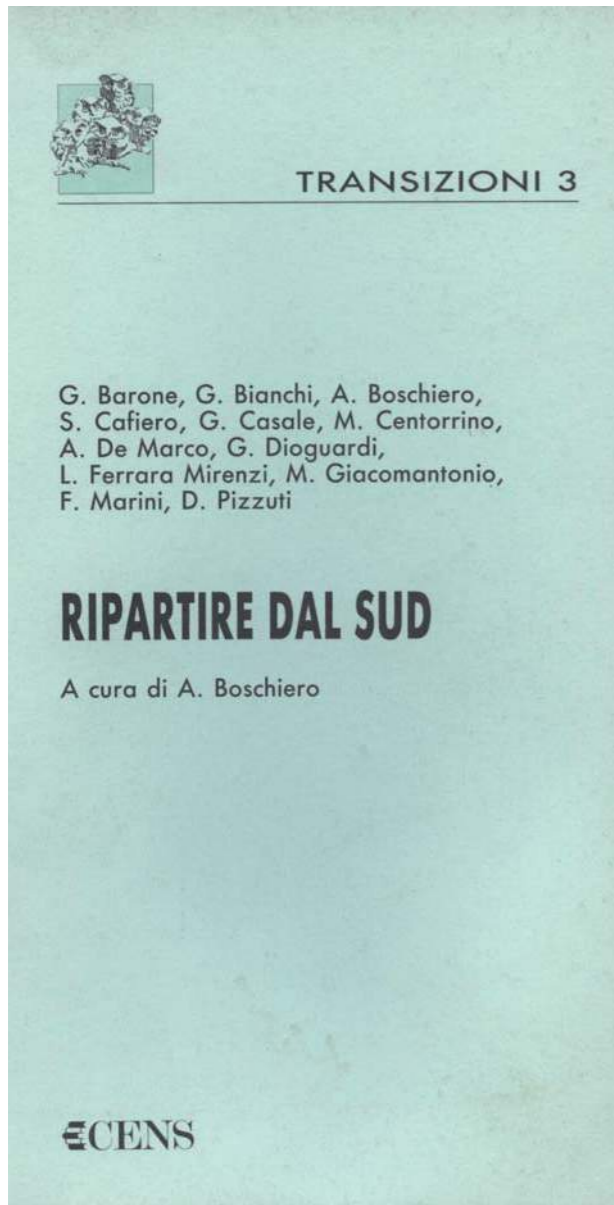 TRANSIZIONI 3
G. Barone, G. Bianchi, A. Boschiero,
S. Cafiero, G. Casale, M. Centorrino,
A. De Marco, G. Dioguardi,
L. Ferrara Mirenzi, M. Giacomantonio,
F. Marini, D. Pizzuti
RIPARTIRE DAL SUD
A cura di A. Boschiero
CENS